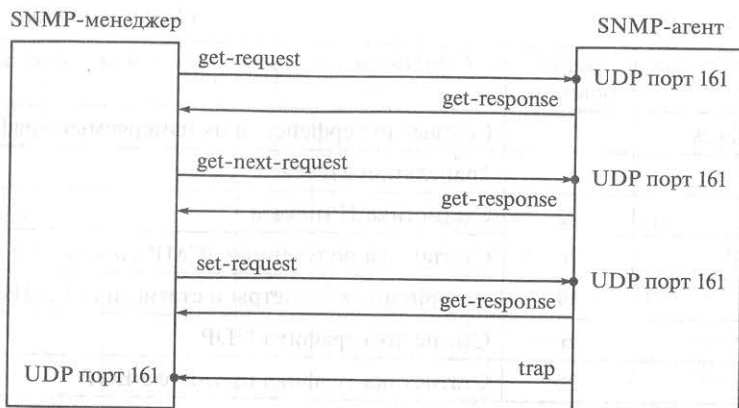 SNMP-менеджер
SNMP-агент
get-request
UDP порт 161
get-response
get-next-request
UDP порт 161
get-response
set-request
UDP порт 161
get-response
trap
UDP порт 161